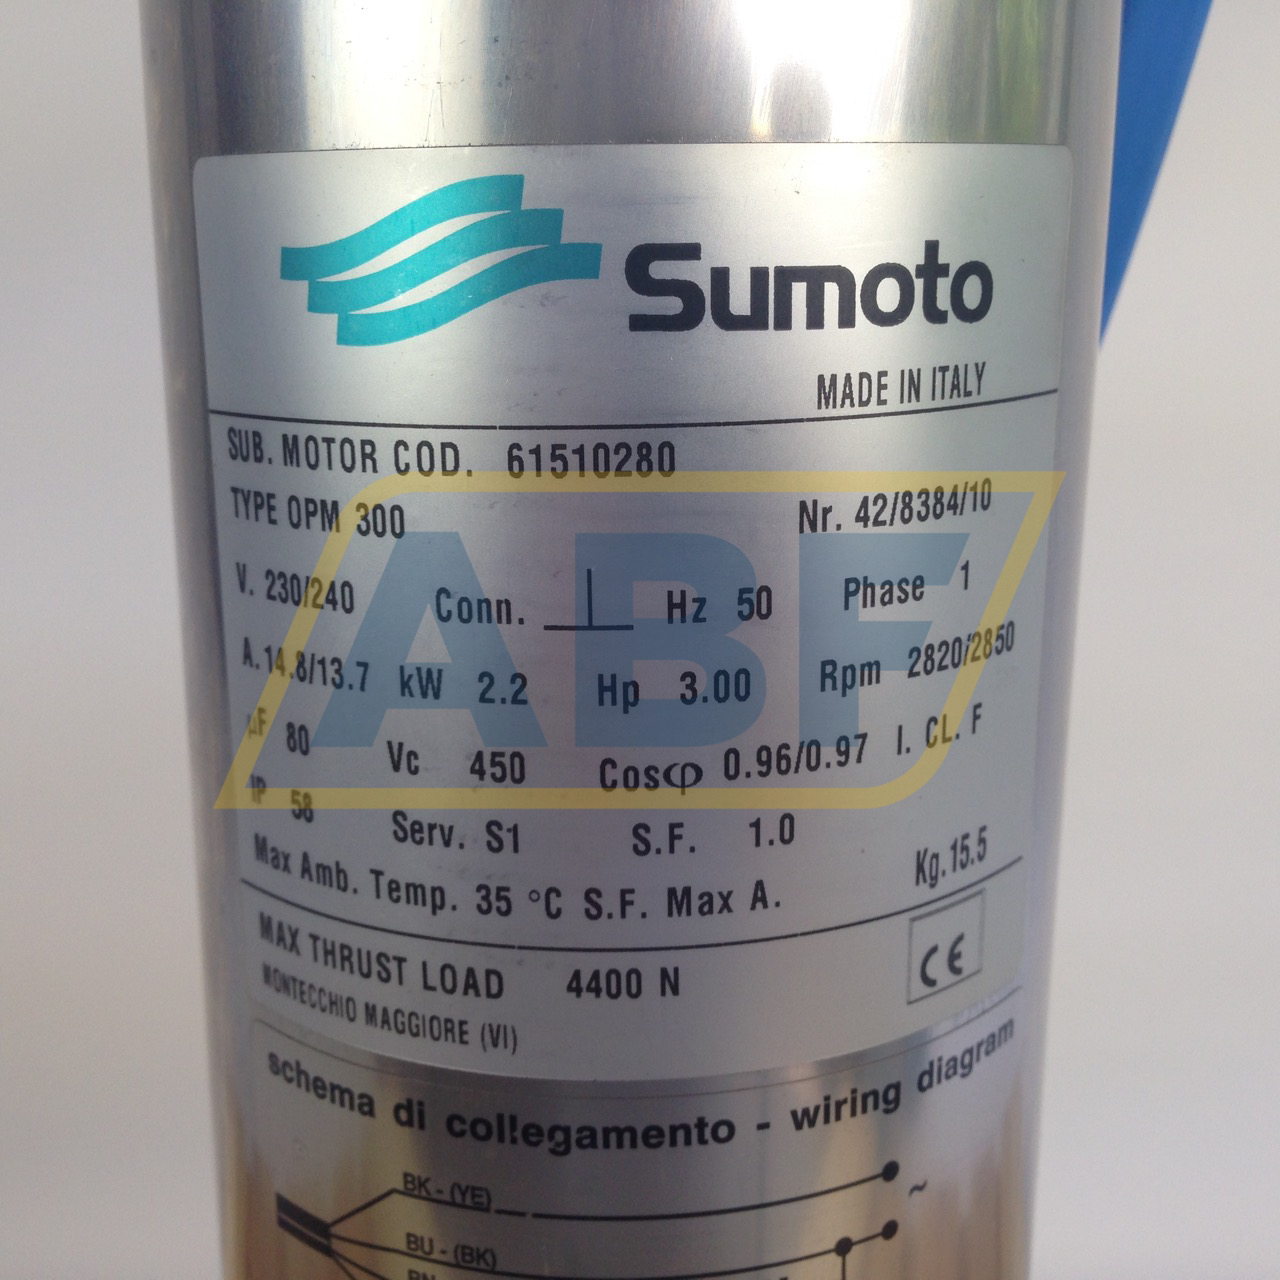 Sumoto
MADE IN ITALY
SUB. MOTOR COD. 61510280
TYPE OPM 300 Nr. 42/8384/10
V. 230/240 Conn. Hz 50 Phase 1
A. 14.8/13.7 kW 2.2 Hp 3.00 Rpm 2820/2850
µF 80 Vc 450 Cosφ 0.96/0.97 I. CL. F
IP 58 Serv. S1 S.F. 1.0
Max Amb. Temp. 35 °C S.F. Max A. Kg. 15.5
MAX THRUST LOAD 4400 N CE
MONTECCHIO MAGGIORE (VI)
schema di collegamento - wiring diagram
BK - (YE) ~
BU - (BK)
ABF